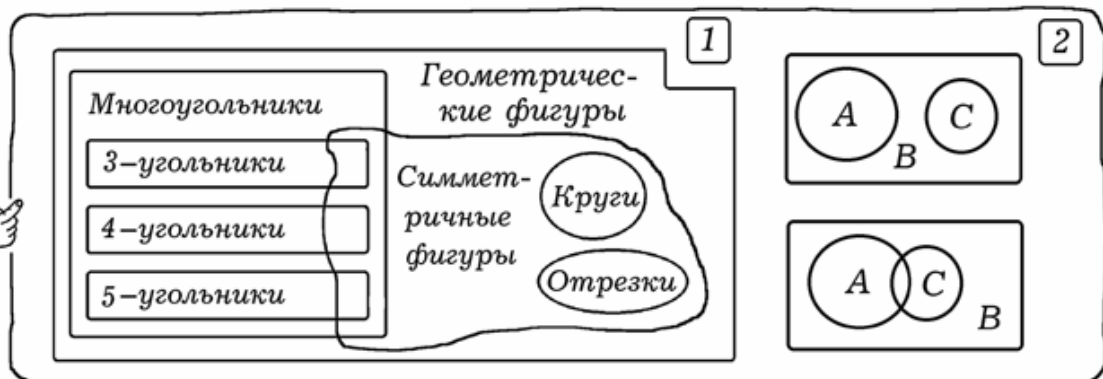 1
Геометричес-
кие фигуры
Многоугольники
3-угольники
4-угольники
5-угольники
Симмет-
ричные
фигуры
Круги
Отрезки
2
A
C
B
A
C
B